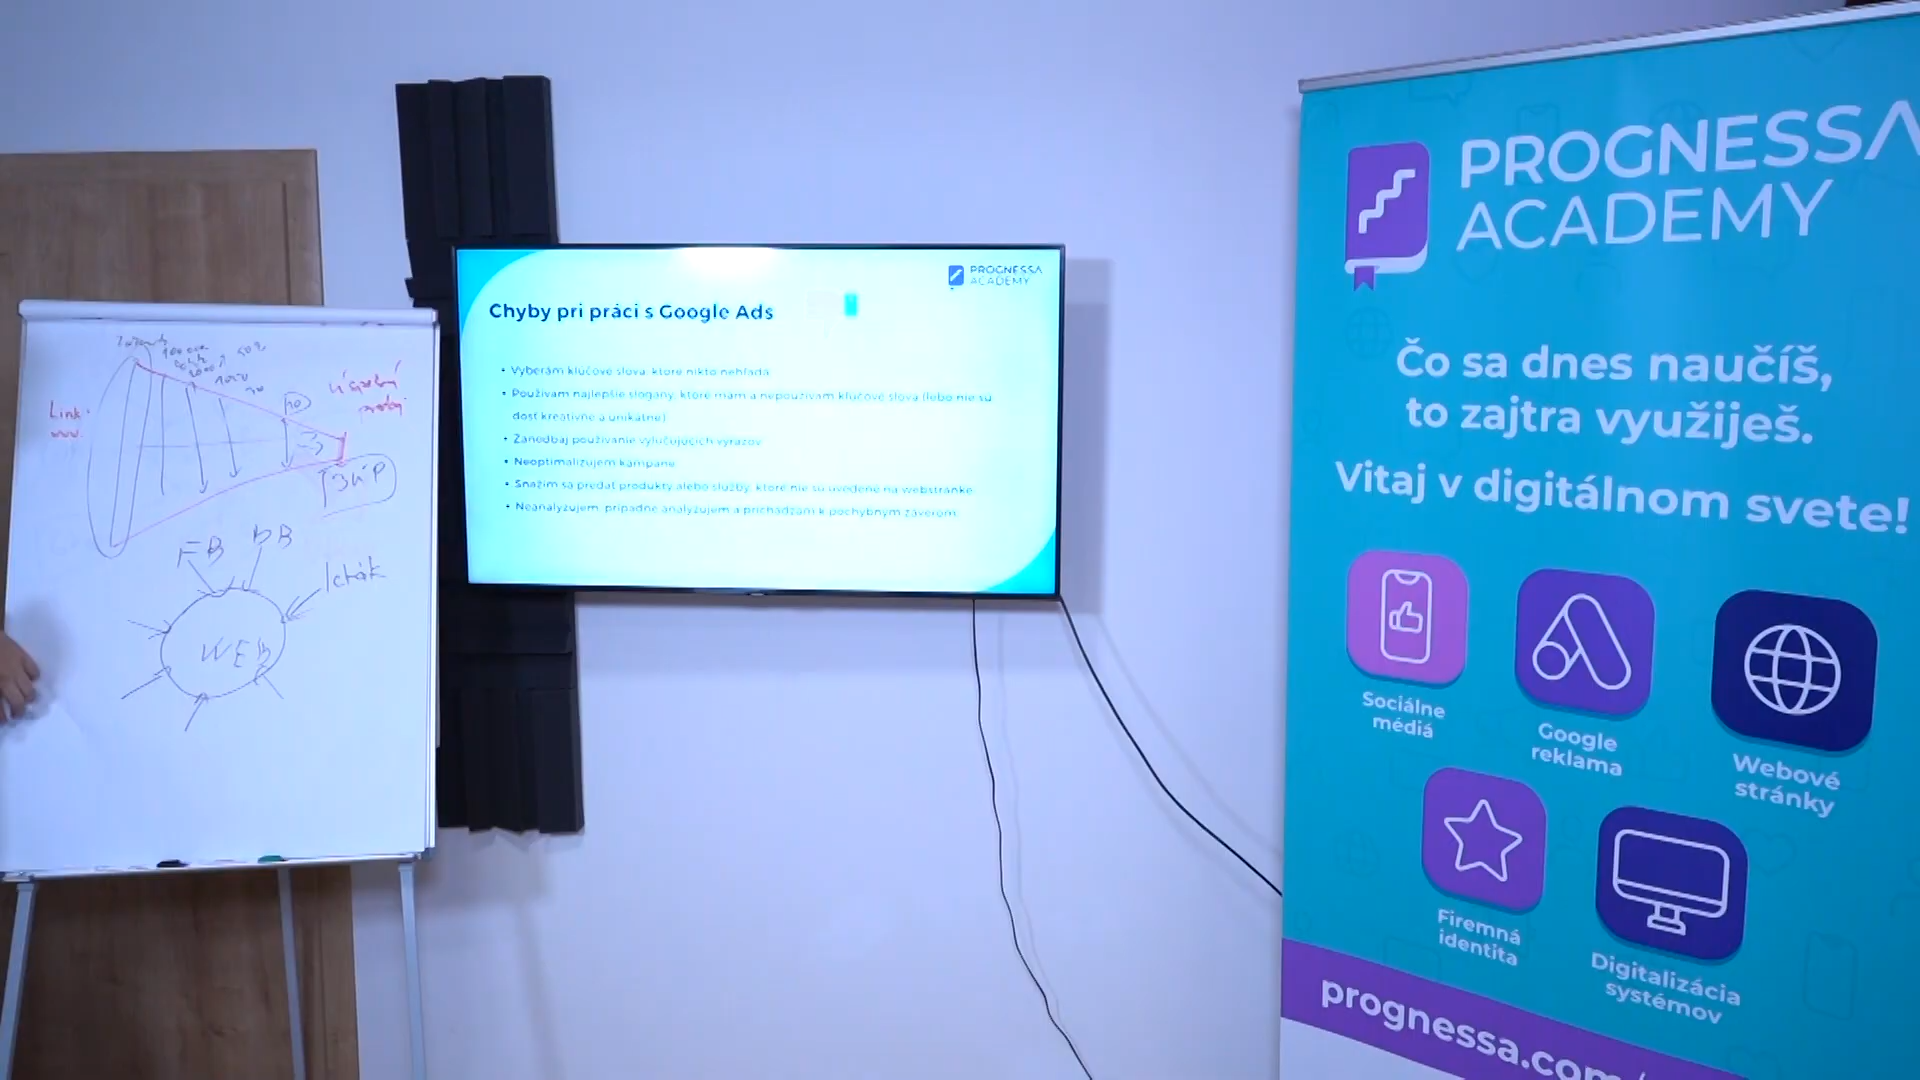 Link:
www.
FB
WEB
PROGNESSA
ACADEMY
Chyby pri práci s Google Ads
• Vyberám kľúčové slová, ktoré nikto nehľadá
• Používam najlepšie slogany, ktoré mám a nepoužívam kľúčové slová (lebo nie sú
dosť kreatívne a unikátne)
• Zanedbaj používanie vylučujúcich výrazov
• Neoptimalizujem kampane
• Snažím sa predať produkty alebo služby, ktoré nie sú uvedené na webstránke
• Neanalyzujem, prípadne analyzujem a prichádzam k pochybným záverom
PROGNESSA
ACADEMY
Čo sa dnes naučíš,
to zajtra využiješ.
Vitaj v digitálnom svete!
Sociálne
médiá
Google
reklama
Webové
stránky
Firemná
identita
Digitalizácia
systémov
prognessa.com/